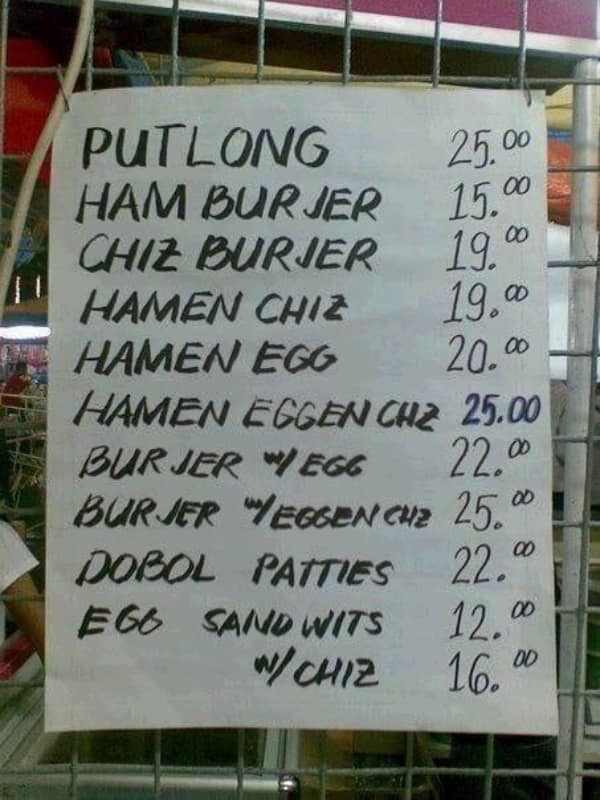 PUTLONG 25.00
HAM BURJER 15.00
CHIZ BURJER 19.00
HAMEN CHIZ 19.00
HAMEN EGG 20.00
HAMEN EGGEN CHZ 25.00
BURJER W/ EGG 22.00
BURJER W/EGGEN CHZ 25.00
DOBOL PATTIES 22.00
EGG SANDWITS 12.00
W/ CHIZ 16.00